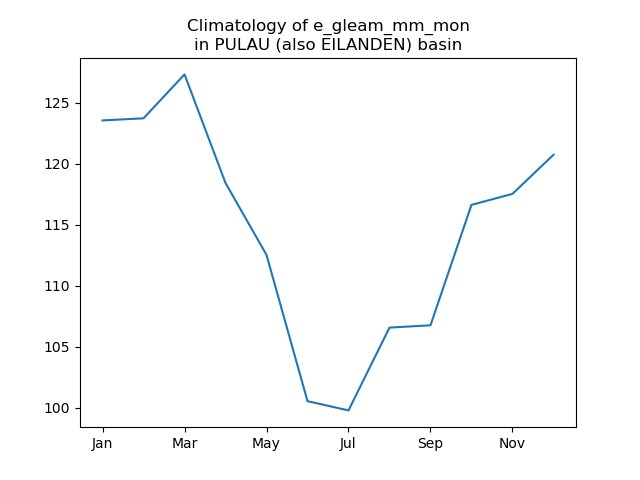 Climatology of e_gleam_mm_mon
in PULAU (also EILANDEN) basin
125
120
115
110
105
100
Jan Mar May Jul Sep Nov